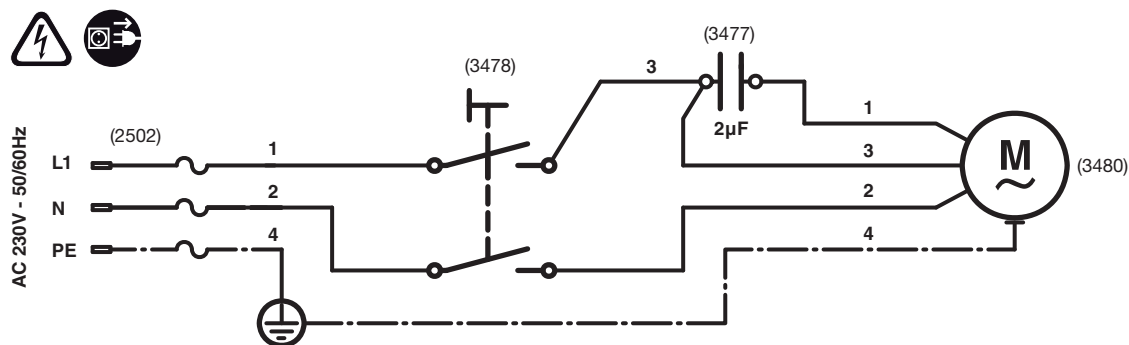 (3477)
3
(3478)
1
2µF
AC 230V - 50/60Hz
(2502)
L1
1
3
M
(3480)
N
2
2
PE
4
4